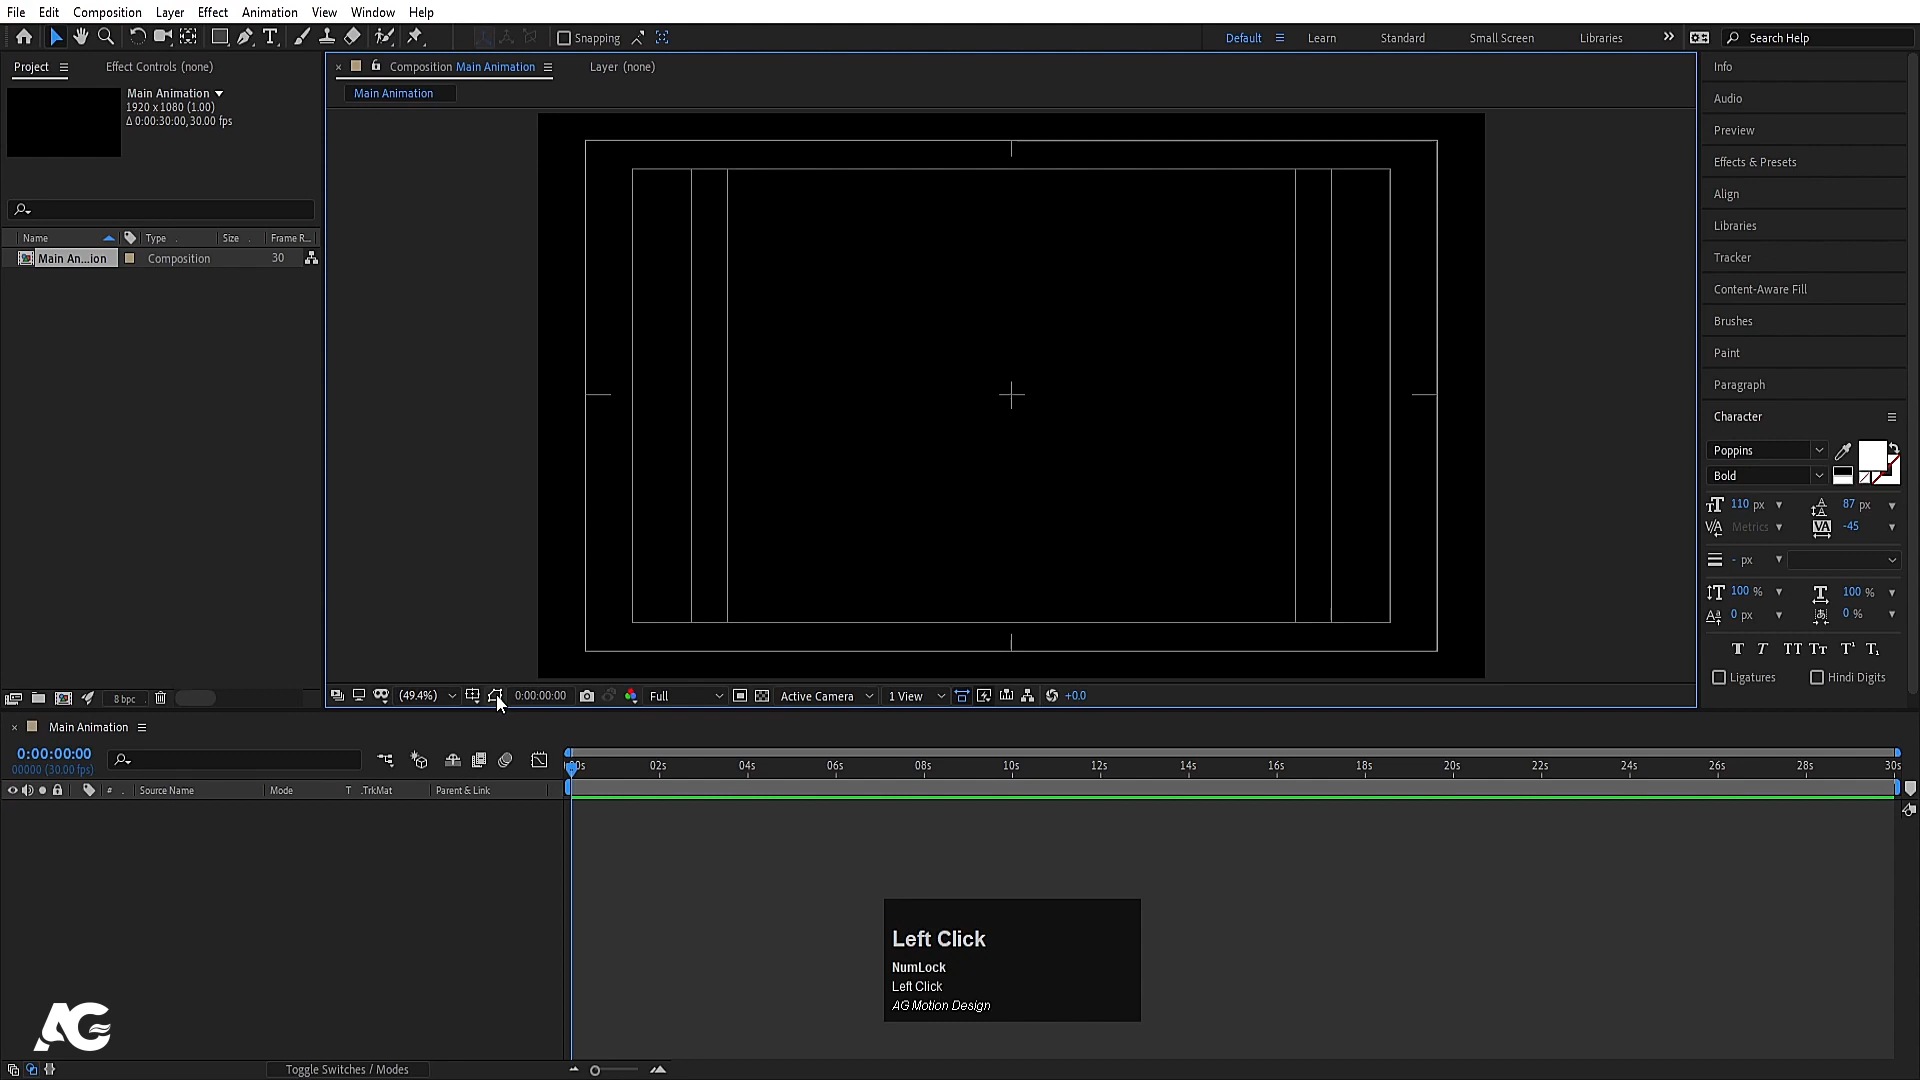 File Edit Composition Layer Effect Animation View Window Help
Snapping Default Learn Standard Small Screen Libraries Search Help
Project Effect Controls (none)
Composition Main Animation Layer (none)
Main Animation
Main Animation
1920 x 1080 (1.00)
Δ 0:00:30:00, 30.00 fps
Name Type Size Frame R...
Main An...ion Composition 30
8 bpc
(49.4%) 0:00:00:00 Full Active Camera 1 View +0.0
Info
Audio
Preview
Effects & Presets
Align
Libraries
Tracker
Content-Aware Fill
Brushes
Paint
Paragraph
Character
Poppins
Bold
110 px 87 px
Metrics -45
- px
100 % 100 %
0 px 0 %
T T TT Tt T¹ T₁
Ligatures Hindi Digits
Main Animation
0:00:00:00
00000 (30.00 fps)
# Source Name Mode T .TrkMat Parent & Link
00s 02s 04s 06s 08s 10s 12s 14s 16s 18s 20s 22s 24s 26s 28s 30s
Left Click
NumLock
Left Click
AG Motion Design
AG
Toggle Switches / Modes